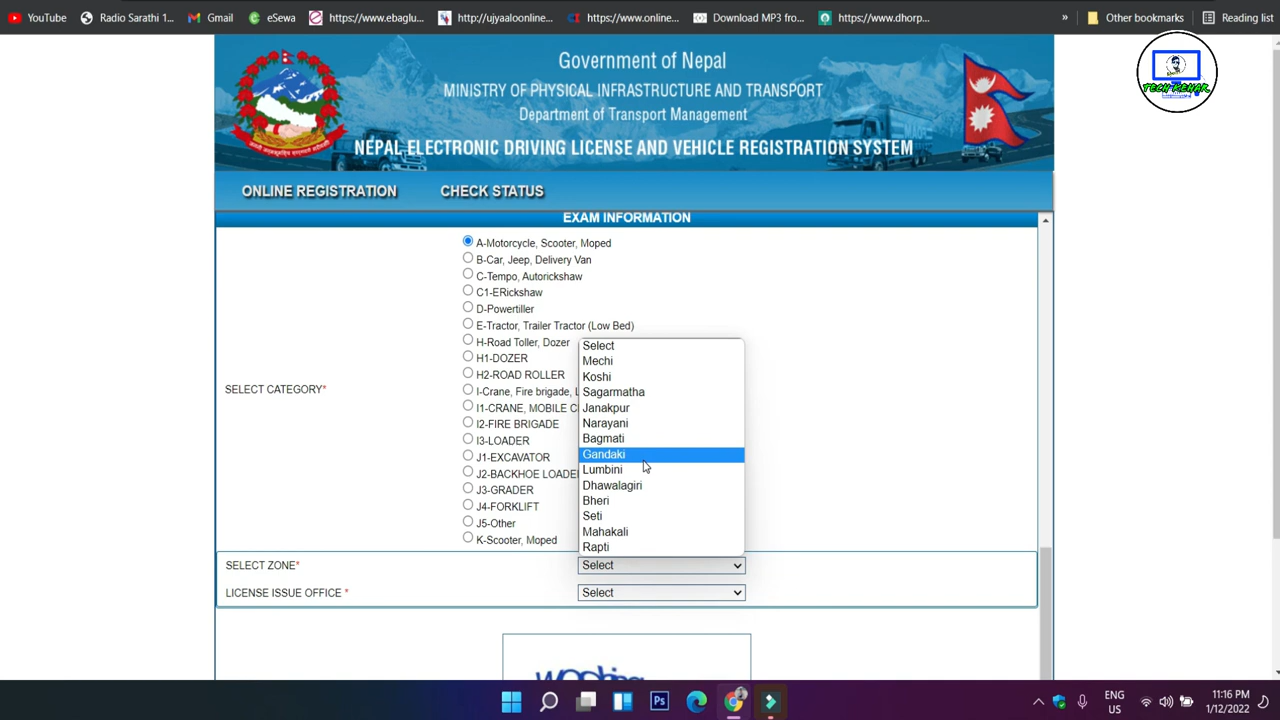 YouTube
Radio Sarathi 1...
Gmail
eSewa
https://www.ebaglu...
http://ujyaaloonline...
https://www.online...
Download MP3 fro...
https://www.dhorp...
»
Other bookmarks
Reading list
Government of Nepal
MINISTRY OF PHYSICAL INFRASTRUCTURE AND TRANSPORT
Department of Transport Management
NEPAL ELECTRONIC DRIVING LICENSE AND VEHICLE REGISTRATION SYSTEM
TECH KEHAR
ONLINE REGISTRATION
CHECK STATUS
EXAM INFORMATION
SELECT CATEGORY*
A-Motorcycle, Scooter, Moped
B-Car, Jeep, Delivery Van
C-Tempo, Autorickshaw
C1-ERickshaw
D-Powertiller
E-Tractor, Trailer Tractor (Low Bed)
H-Road Toller, Dozer
H1-DOZER
H2-ROAD ROLLER
I-Crane, Fire brigade, L
I1-CRANE, MOBILE C
I2-FIRE BRIGADE
I3-LOADER
J1-EXCAVATOR
J2-BACKHOE LOADE
J3-GRADER
J4-FORKLIFT
J5-Other
K-Scooter, Moped
Select
Mechi
Koshi
Sagarmatha
Janakpur
Narayani
Bagmati
Gandaki
Lumbini
Dhawalagiri
Bheri
Seti
Mahakali
Rapti
SELECT ZONE*
Select
LICENSE ISSUE OFFICE *
Select
Ps
ENG
US
11:16 PM
1/12/2022